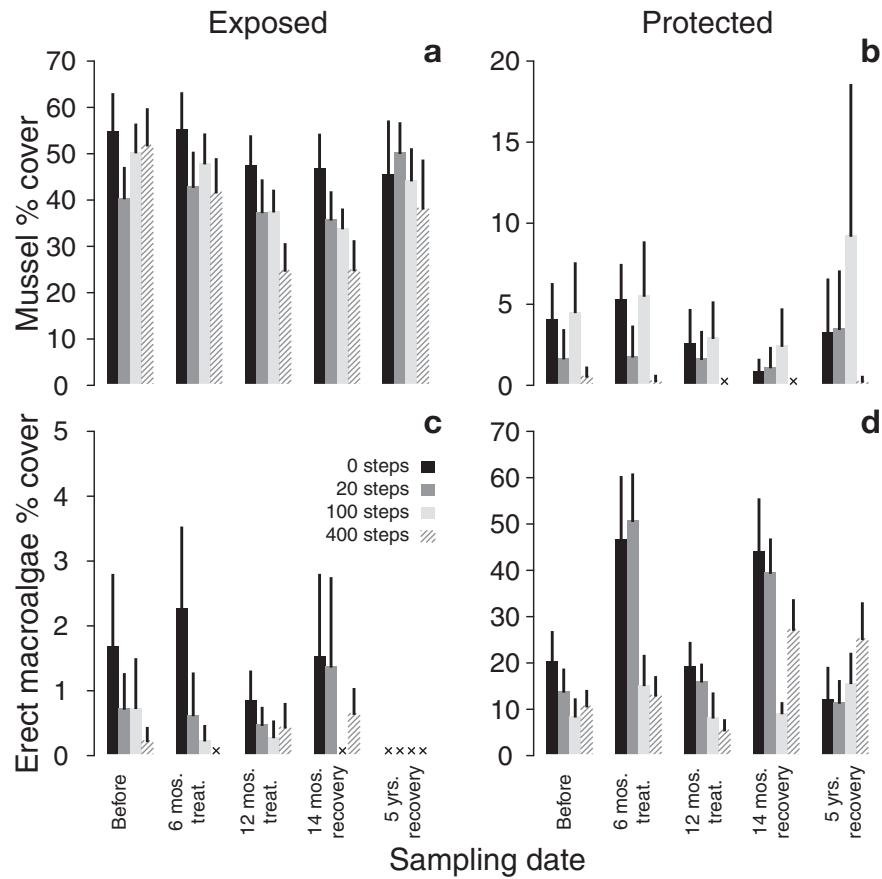 Exposed
Protected
a
b
Mussel % cover
70
60
50
40
30
20
10
0
20
15
10
5
0
×
×
c
d
Erect macroalgae % cover
5
4
3
2
1
0
0 steps
20 steps
100 steps
400 steps
×
×
× × × ×
70
60
50
40
30
20
10
0
Before
6 mos.
treat.
12 mos.
treat.
14 mos.
recovery
5 yrs.
recovery
Before
6 mos.
treat.
12 mos.
treat.
14 mos.
recovery
5 yrs.
recovery
Sampling date